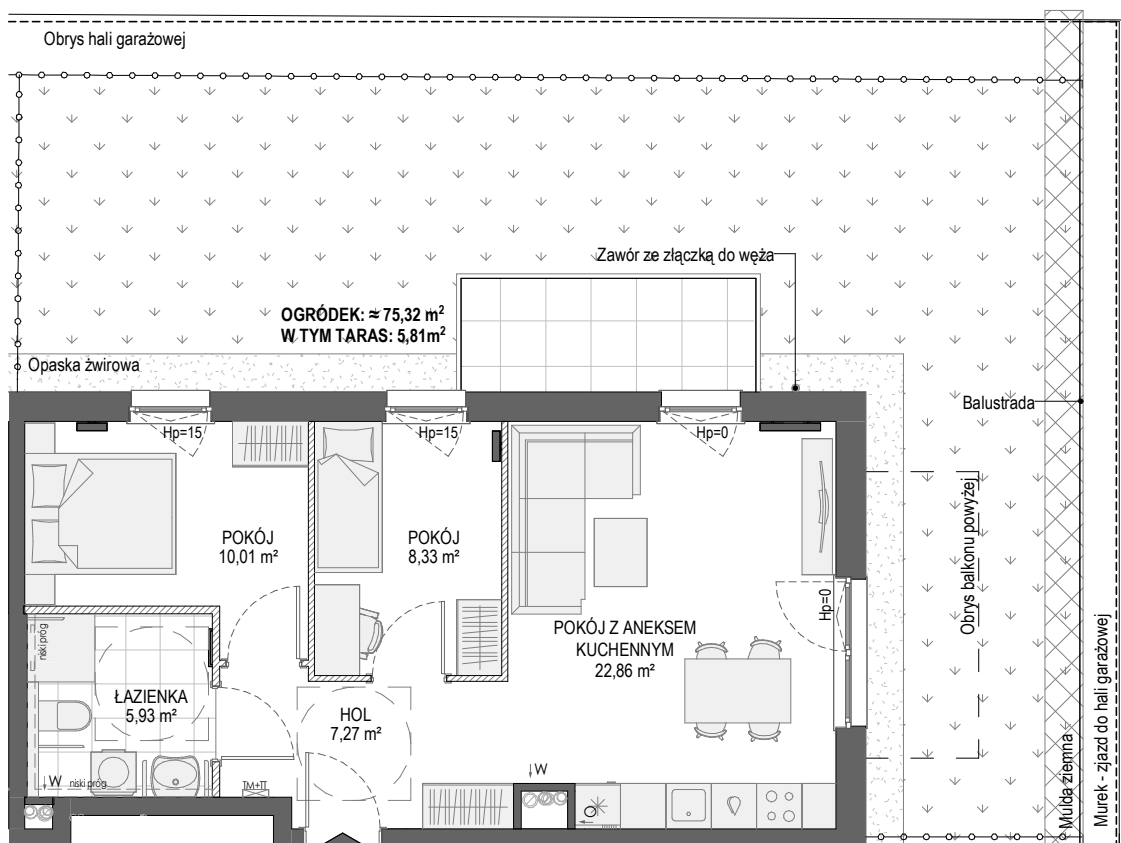 Obrys hali garażowej
Zawór ze złączką do węża
OGRÓDEK: ≈ 75,32 m²
W TYM TARAS: 5,81m²
Opaska żwirowa
Balustrada
Hp=15
Hp=15
Hp=0
POKÓJ
10,01 m²
POKÓJ
8,33 m²
Hp=0
POKÓJ Z ANEKSEM
KUCHENNYM
22,86 m²
Obrys balkonu powyżej
niski próg
ŁAZIENKA
5,93 m²
HOL
7,27 m²
W
niski próg
TM+TT
W
Mulda ziemna
Murek - zjazd do hali garażowej